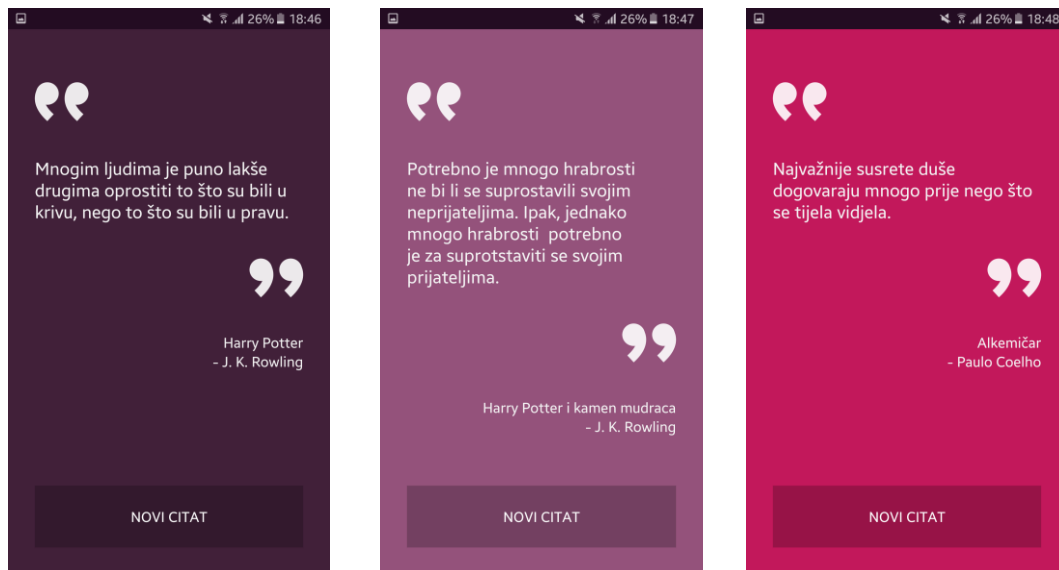 26% 18:46
Mnogim ljudima je puno lakše
drugima oprostiti to što su bili u
krivu, nego to što su bili u pravu.
Harry Potter
- J. K. Rowling
NOVI CITAT
26% 18:47
Potrebno je mnogo hrabrosti
ne bi li se suprostavili svojim
neprijateljima. Ipak, jednako
mnogo hrabrosti  potrebno
je za suprotstaviti se svojim
prijateljima.
Harry Potter i kamen mudraca
- J. K. Rowling
NOVI CITAT
26% 18:48
Najvažnije susrete duše
dogovaraju mnogo prije nego što
se tijela vidjela.
Alkemičar
- Paulo Coelho
NOVI CITAT